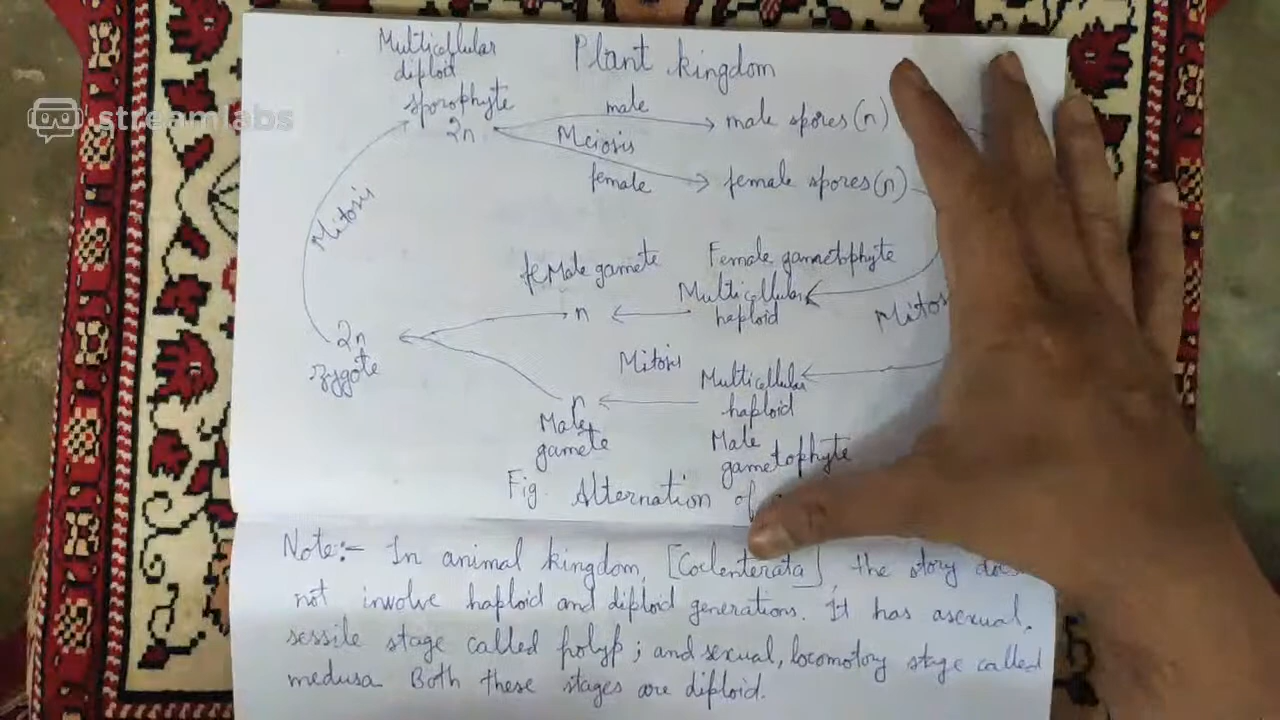 streamlabs
Plant kingdom
Multicellular
diploid
sporophyte
2n
male
Meiosis
female
male spores (n)
female spores (n)
Mitosis
feMale gamete
n
Female gametophyte
Multicellular
haploid
2n
zygote
Mitosis
Multicellular
haploid
n
Male
gamete
Male
gametophyte
Fig. Alternation of
Note:- In animal kingdom, [Coelenterata], the story does
not involve haploid and diploid generations. It has asexual,
sessile stage called polyp; and sexual, locomotory stage called
medusa. Both these stages are diploid.